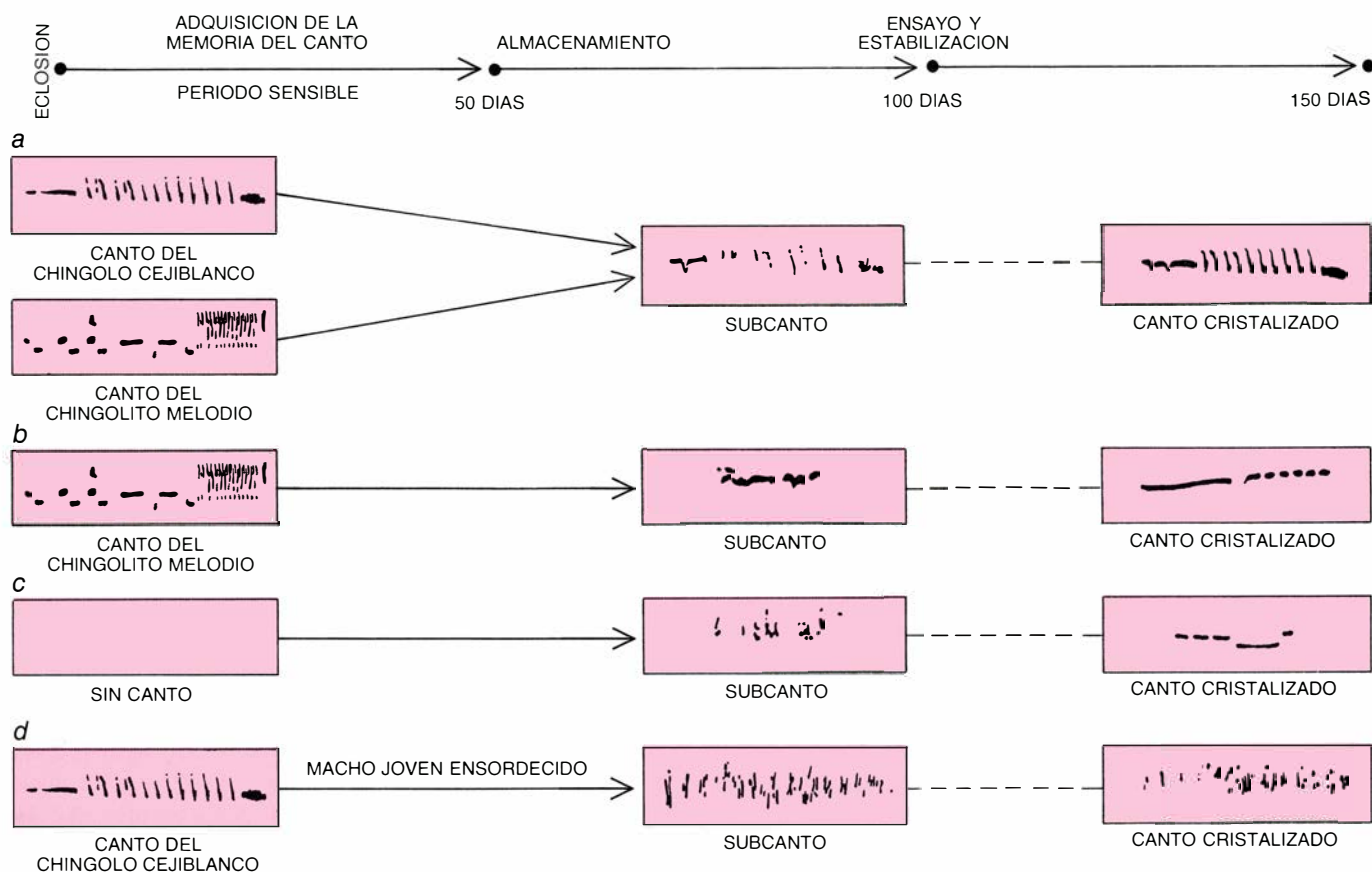 ECLOSION
ADQUISICION DE LA
MEMORIA DEL CANTO
PERIODO SENSIBLE
50 DIAS
ALMACENAMIENTO
100 DIAS
ENSAYO Y
ESTABILIZACION
150 DIAS
a
CANTO DEL
CHINGOLO CEJIBLANCO
CANTO DEL
CHINGOLITO MELODIO
SUBCANTO
CANTO CRISTALIZADO
b
CANTO DEL
CHINGOLITO MELODIO
SUBCANTO
CANTO CRISTALIZADO
c
SIN CANTO
SUBCANTO
CANTO CRISTALIZADO
d
CANTO DEL
CHINGOLO CEJIBLANCO
MACHO JOVEN ENSORDECIDO
SUBCANTO
CANTO CRISTALIZADO